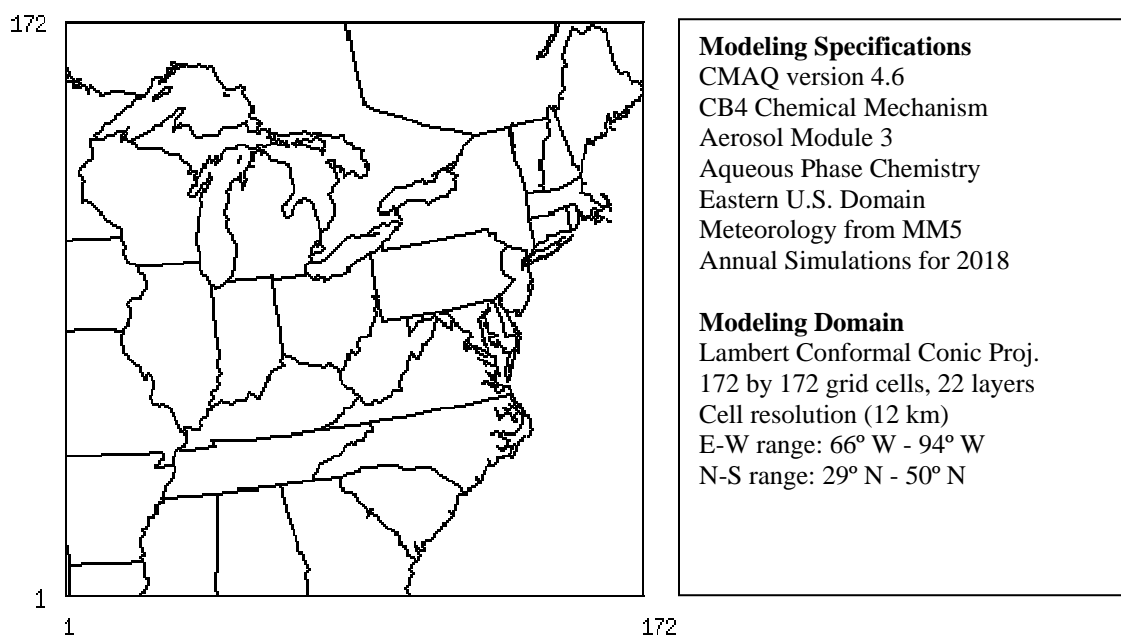 172
1
1
172
Modeling Specifications
CMAQ version 4.6
CB4 Chemical Mechanism
Aerosol Module 3
Aqueous Phase Chemistry
Eastern U.S. Domain
Meteorology from MM5
Annual Simulations for 2018
Modeling Domain
Lambert Conformal Conic Proj.
172 by 172 grid cells, 22 layers
Cell resolution (12 km)
E-W range: 66º W - 94º W
N-S range: 29º N - 50º N